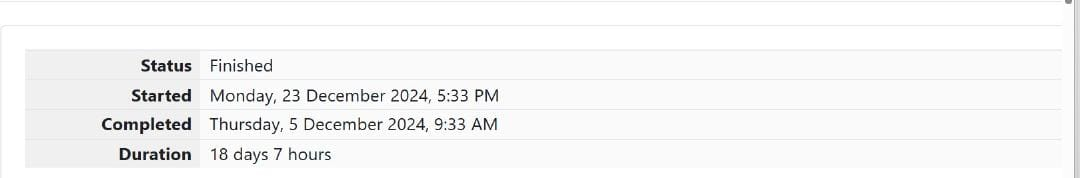 Status Finished
Started Monday, 23 December 2024, 5:33 PM
Completed Thursday, 5 December 2024, 9:33 AM
Duration 18 days 7 hours